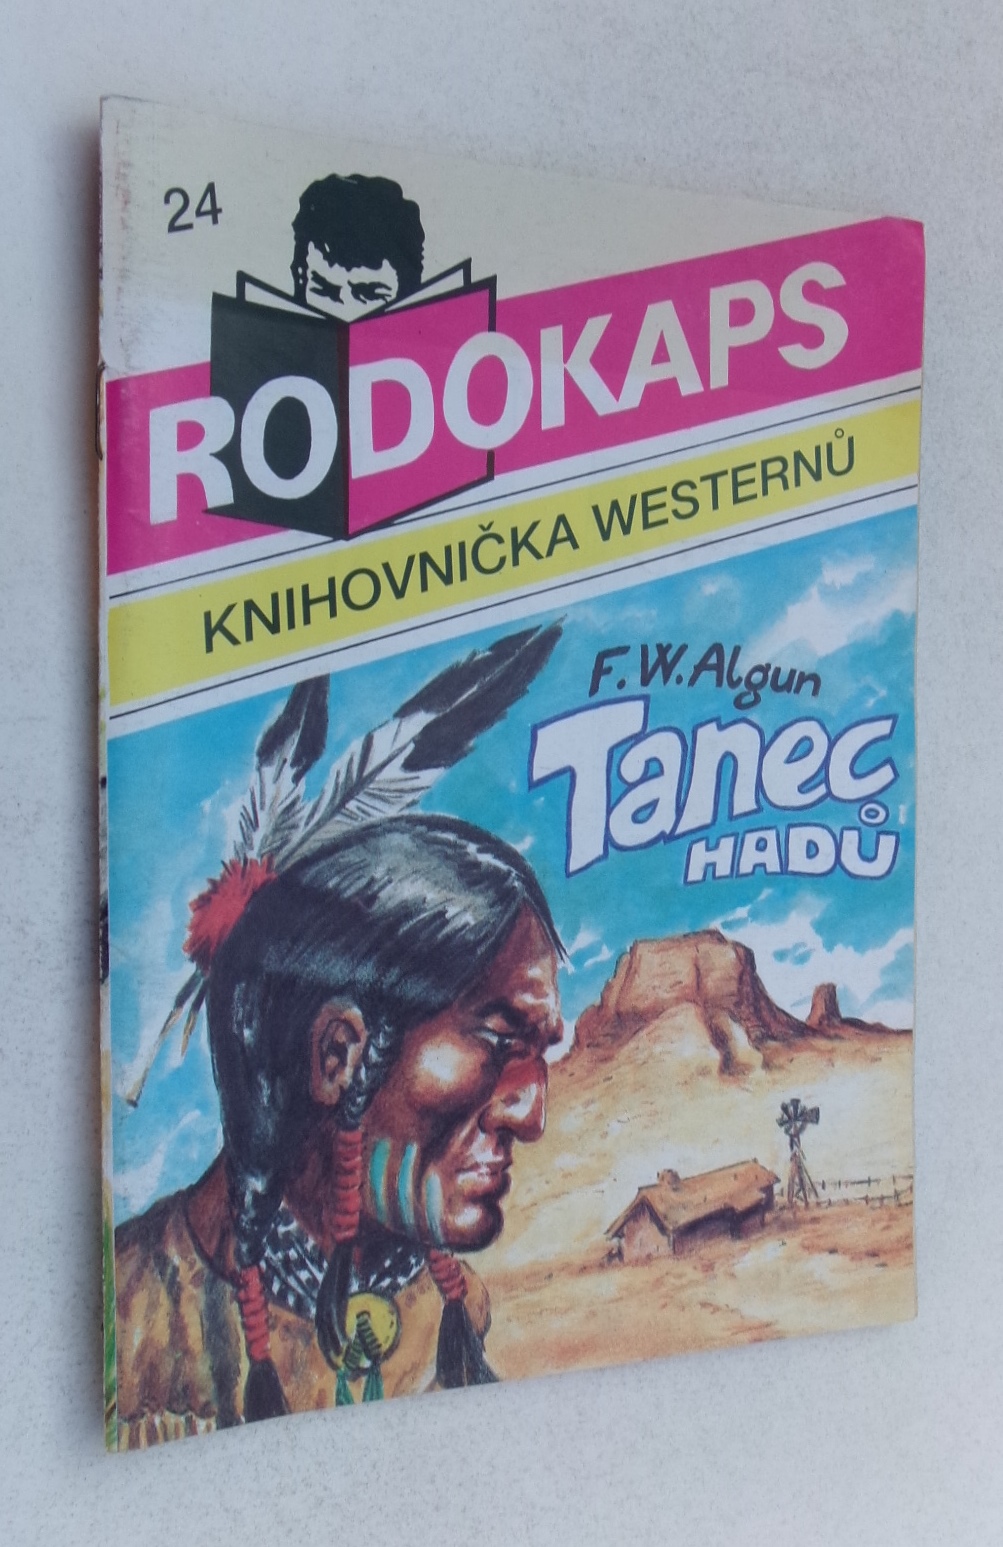 24
RODOKAPS
KNIHOVNIČKA WESTERNŮ
F. W. Algun
Tanec
HADŮ